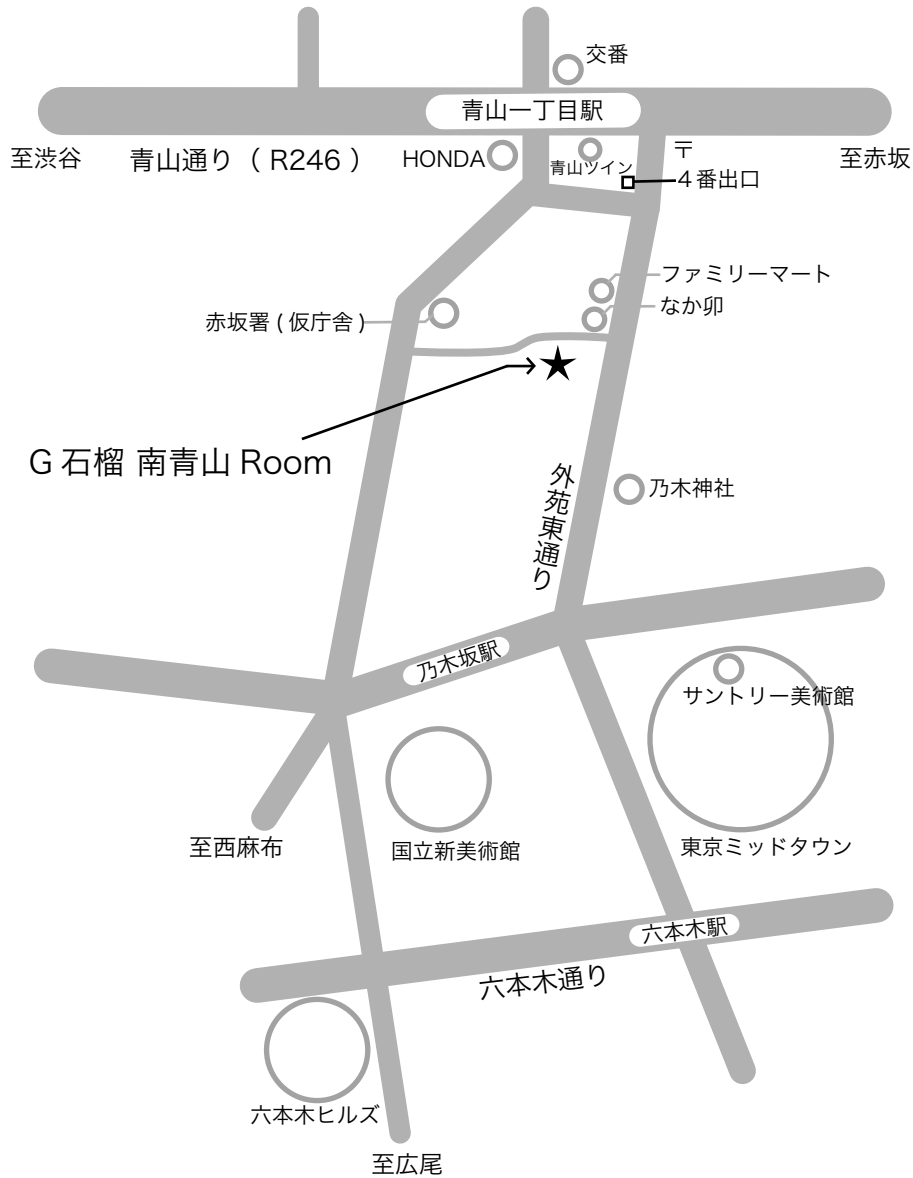 交番
青山一丁目駅
至渋谷
青山通り（ R246 ）
HONDA
青山ツイン
〒
4 番出口
至赤坂
ファミリーマート
なか卯
赤坂署 ( 仮庁舎 )
★
G 石榴 南青山 Room
外苑東通り
乃木神社
乃木坂駅
サントリー美術館
至西麻布
国立新美術館
東京ミッドタウン
六本木駅
六本木通り
六本木ヒルズ
至広尾